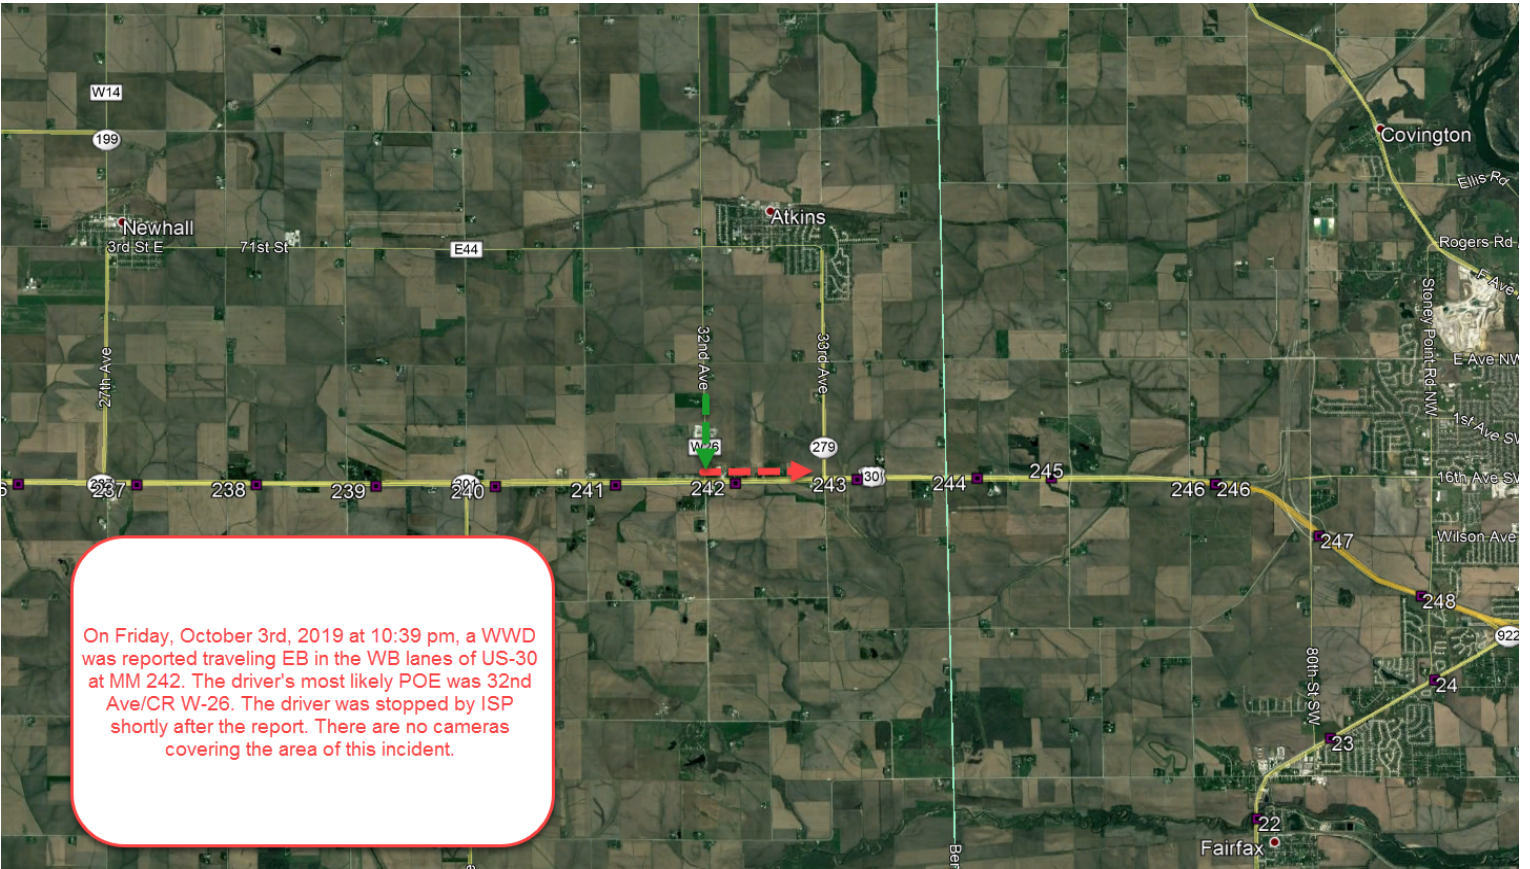 W14
199
Covington
Ellis Rd
Newhall
Atkins
3rd St E
71st St
E44
Rogers Rd
F Ave
Stoney Point Rd NW
27th Ave
32nd Ave
33rd Ave
E Ave NW
1st Ave SW
279
30
237
238
239
240
241
242
243
244
245
246
246
16th Ave SW
247
Wilson Ave
248
922
On Friday, October 3rd, 2019 at 10:39 pm, a WWD
was reported traveling EB in the WB lanes of US-30
at MM 242. The driver's most likely POE was 32nd
Ave/CR W-26. The driver was stopped by ISP
shortly after the report. There are no cameras
covering the area of this incident.
80th St SW
24
23
22
Fairfax
Ben